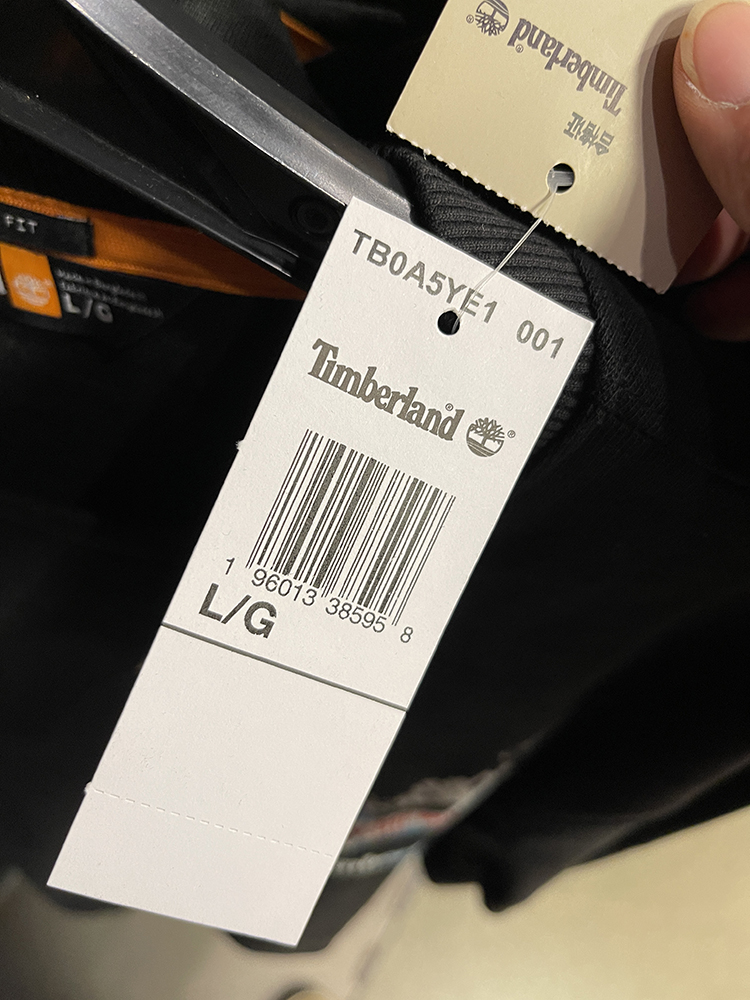 Timberland®
合格证
FIT
L/G
TB0A5YE1 001
Timberland®
1 96013 38595 8
L/G